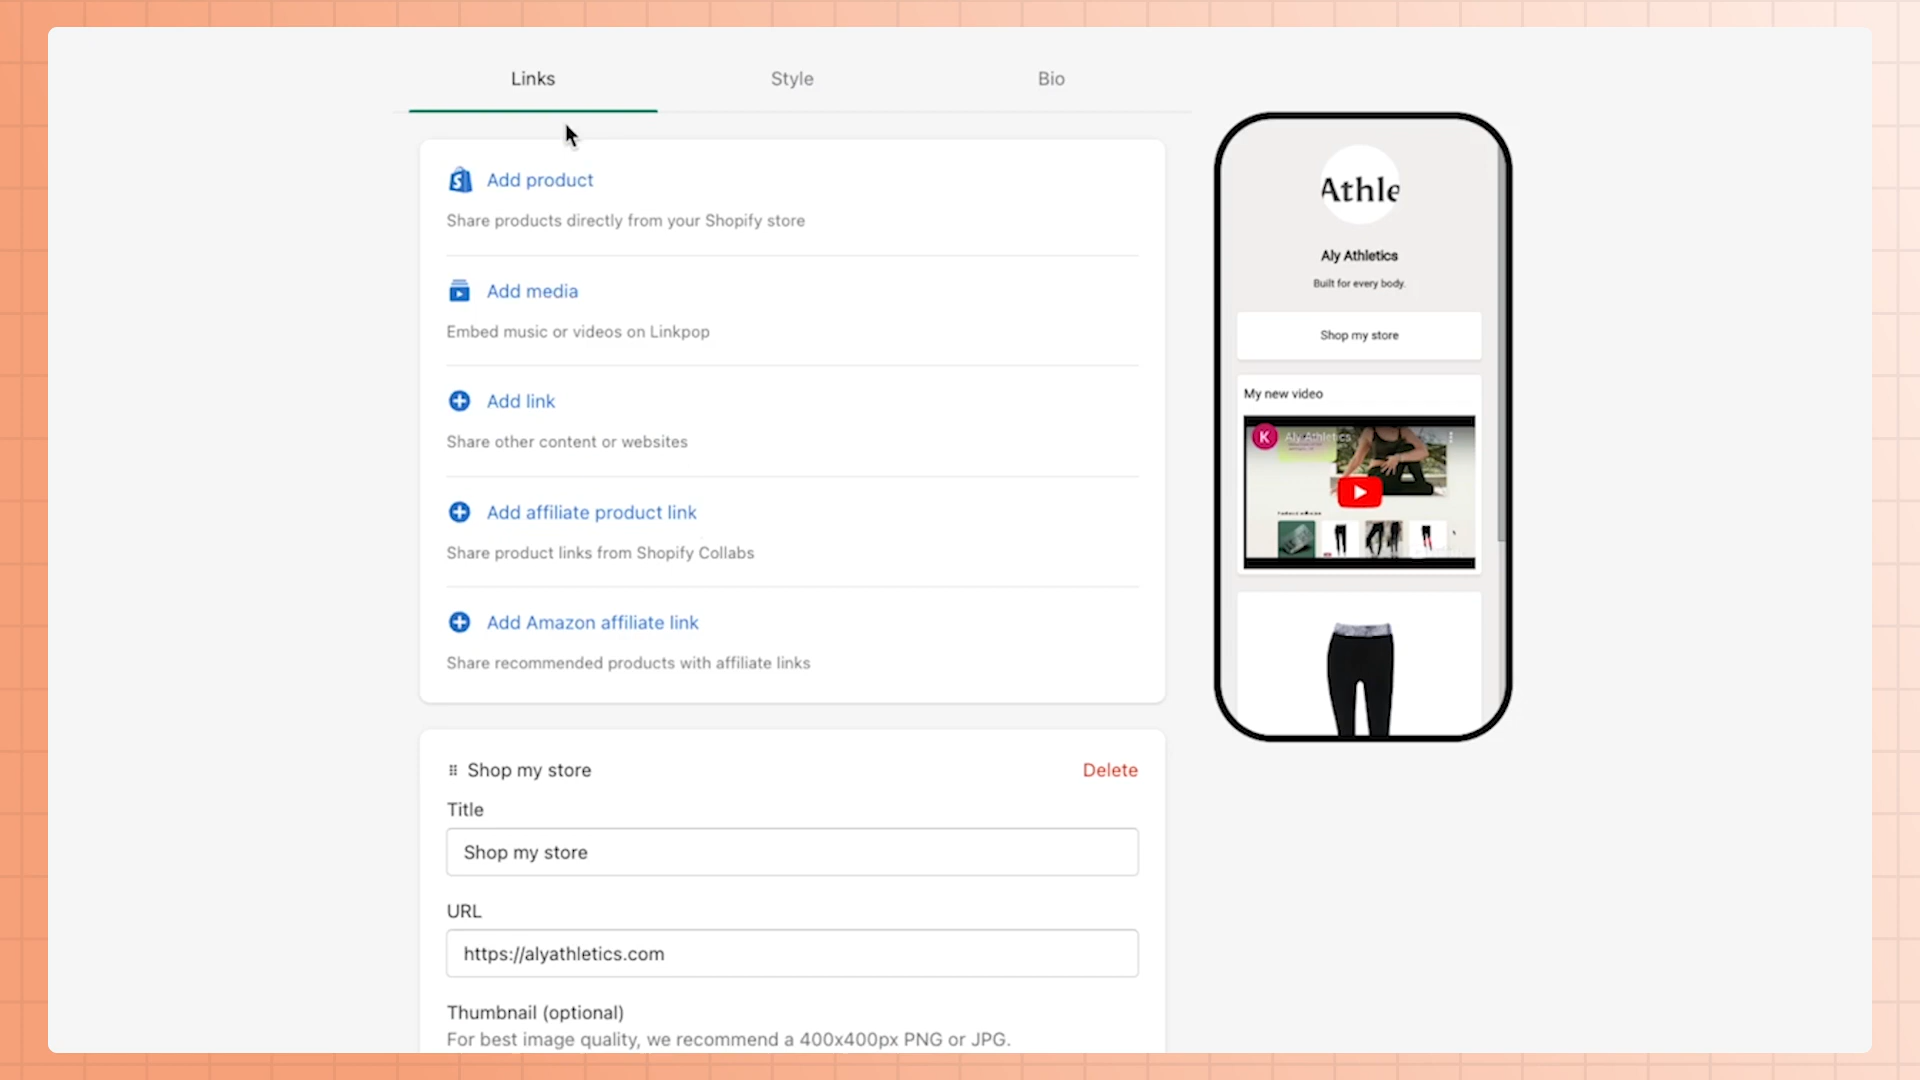 Links
Style
Bio
Add product
Share products directly from your Shopify store
Add media
Embed music or videos on Linkpop
Add link
Share other content or websites
Add affiliate product link
Share product links from Shopify Collabs
Add Amazon affiliate link
Share recommended products with affiliate links
Shop my store
Delete
Title
Shop my store
URL
https://alyathletics.com
Thumbnail (optional)
For best image quality, we recommend a 400x400px PNG or JPG.
Athle
Aly Athletics
Built for every body.
Shop my store
My new video
K
Aly Athletics